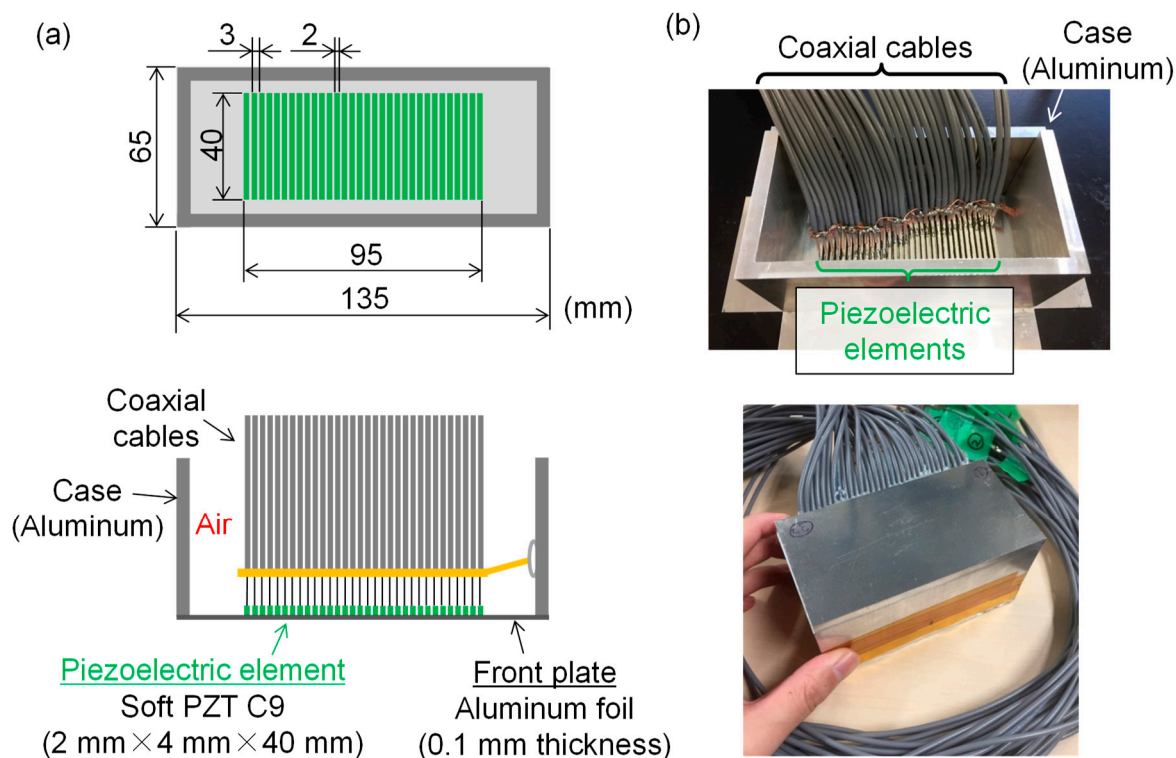 (a)
3
2
65
40
95
135
(mm)
Coaxial
cables
Case
(Aluminum)
Air
Piezoelectric element
Soft PZT C9
(2 mm×4 mm×40 mm)
Front plate
Aluminum foil
(0.1 mm thickness)
(b)
Coaxial cables
Case
(Aluminum)
Piezoelectric
elements